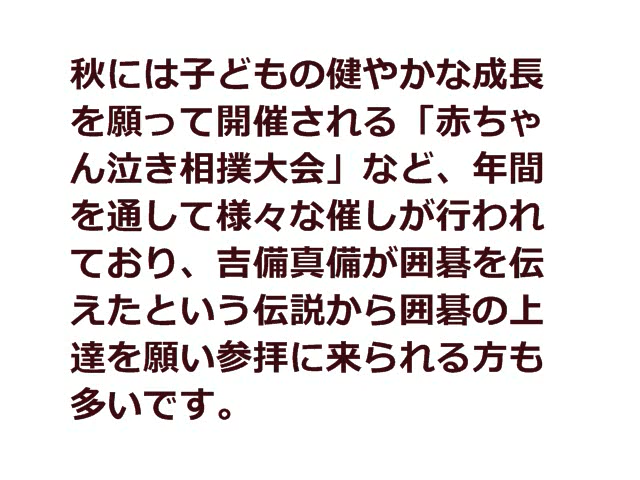 秋には子どもの健やかな成長
を願って開催される「赤ちゃ
ん泣き相撲大会」など、年間
を通して様々な催しが行われ
ており、吉備真備が囲碁を伝
えたという伝説から囲碁の上
達を願い参拝に来られる方も
多いです。